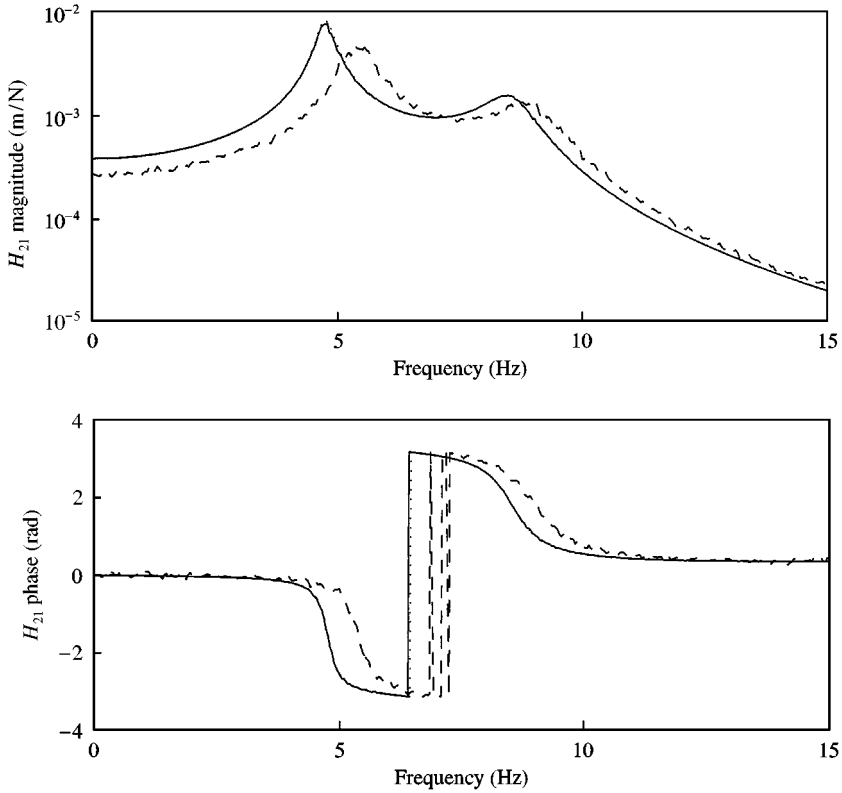 10⁻²
10⁻³
10⁻⁴
10⁻⁵
H₂₁ magnitude (m/N)
0 5 10 15
Frequency (Hz)
4
2
0
−2
−4
H₂₁ phase (rad)
0 5 10 15
Frequency (Hz)